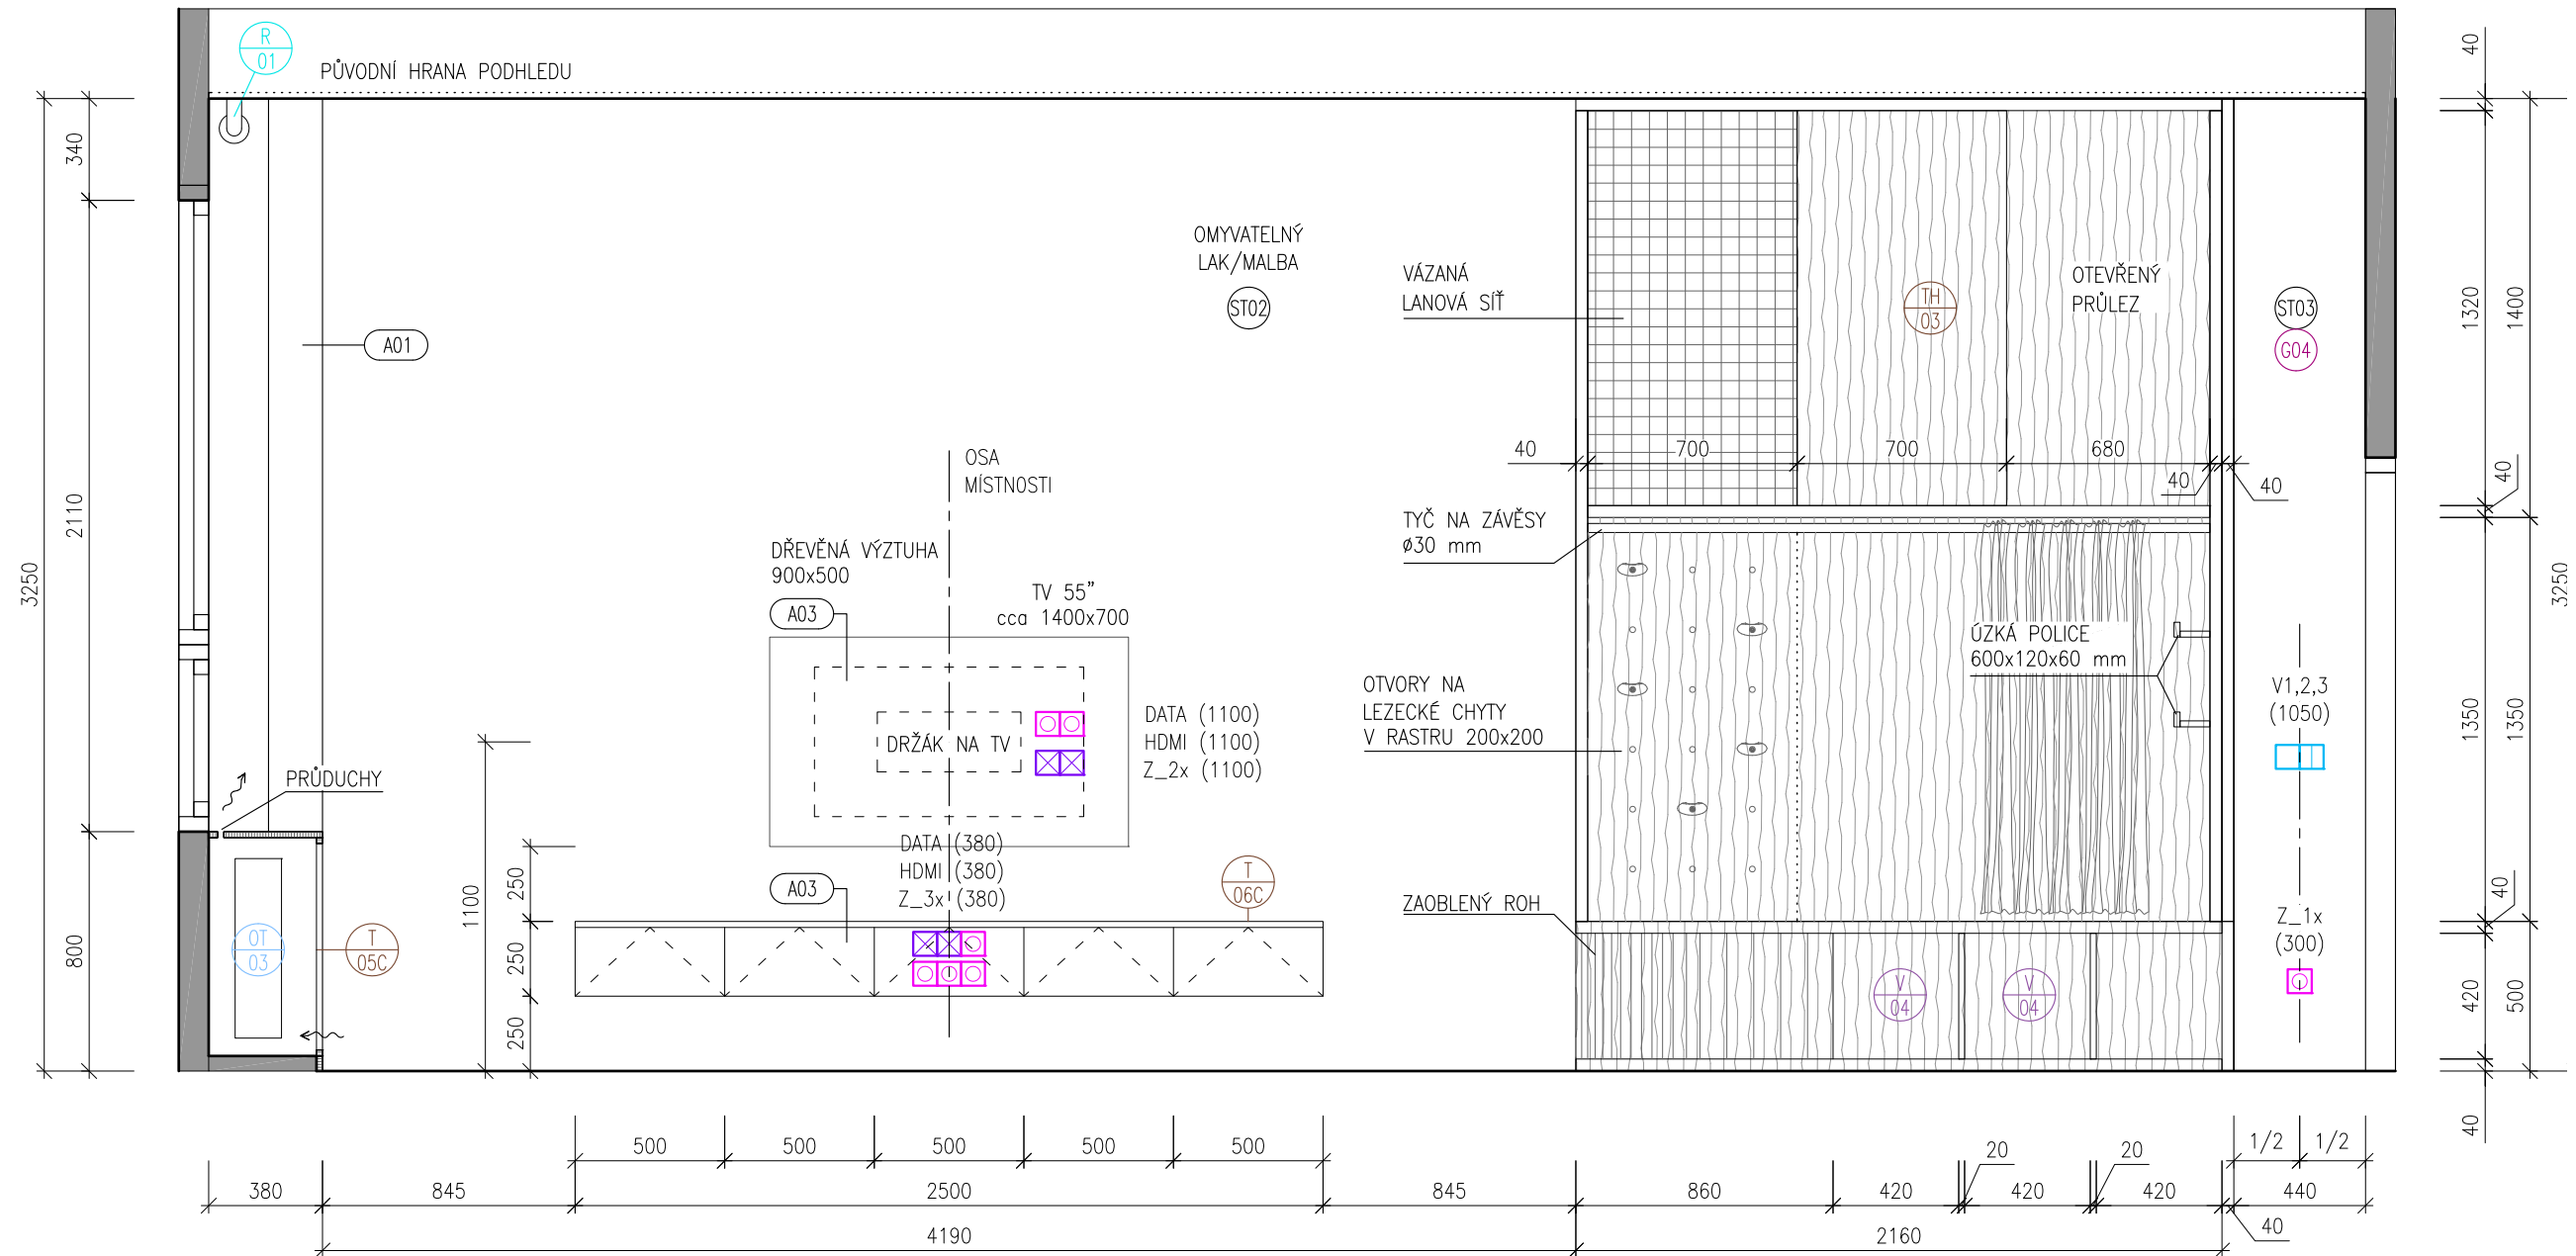 R
01
PŮVODNÍ HRANA PODHLEDU
40
340
2110
3250
800
A01
OMYVATELNÝ
LAK/MALBA
ST02
VÁZANÁ
LANOVÁ SÍŤ
TH
03
OTEVŘENÝ
PRŮLEZ
ST03
G04
1320
1400
OSA
MÍSTNOSTI
40
700
700
680
40
40
40
TYČ NA ZÁVĚSY
ø30 mm
DŘEVĚNÁ VÝZTUHA
900x500
A03
TV 55”
cca 1400x700
3250
ÚZKÁ POLICE
600x120x60 mm
OTVORY NA
LEZECKÉ CHYTY
V RASTRU 200x200
V1,2,3
(1050)
1350
1350
DRŽÁK NA TV
DATA (1100)
HDMI (1100)
Z_2x (1100)
PRŮDUCHY
DATA (380)
HDMI (380)
Z_3x (380)
A03
1100
250
250
250
T
06C
ZAOBLENÝ ROH
40
OT
03
T
05C
V
04
V
04
Z_1x
(300)
420
500
40
500
500
500
500
500
20
20
1/2
1/2
380
845
2500
845
860
420
420
420
440
40
4190
2160